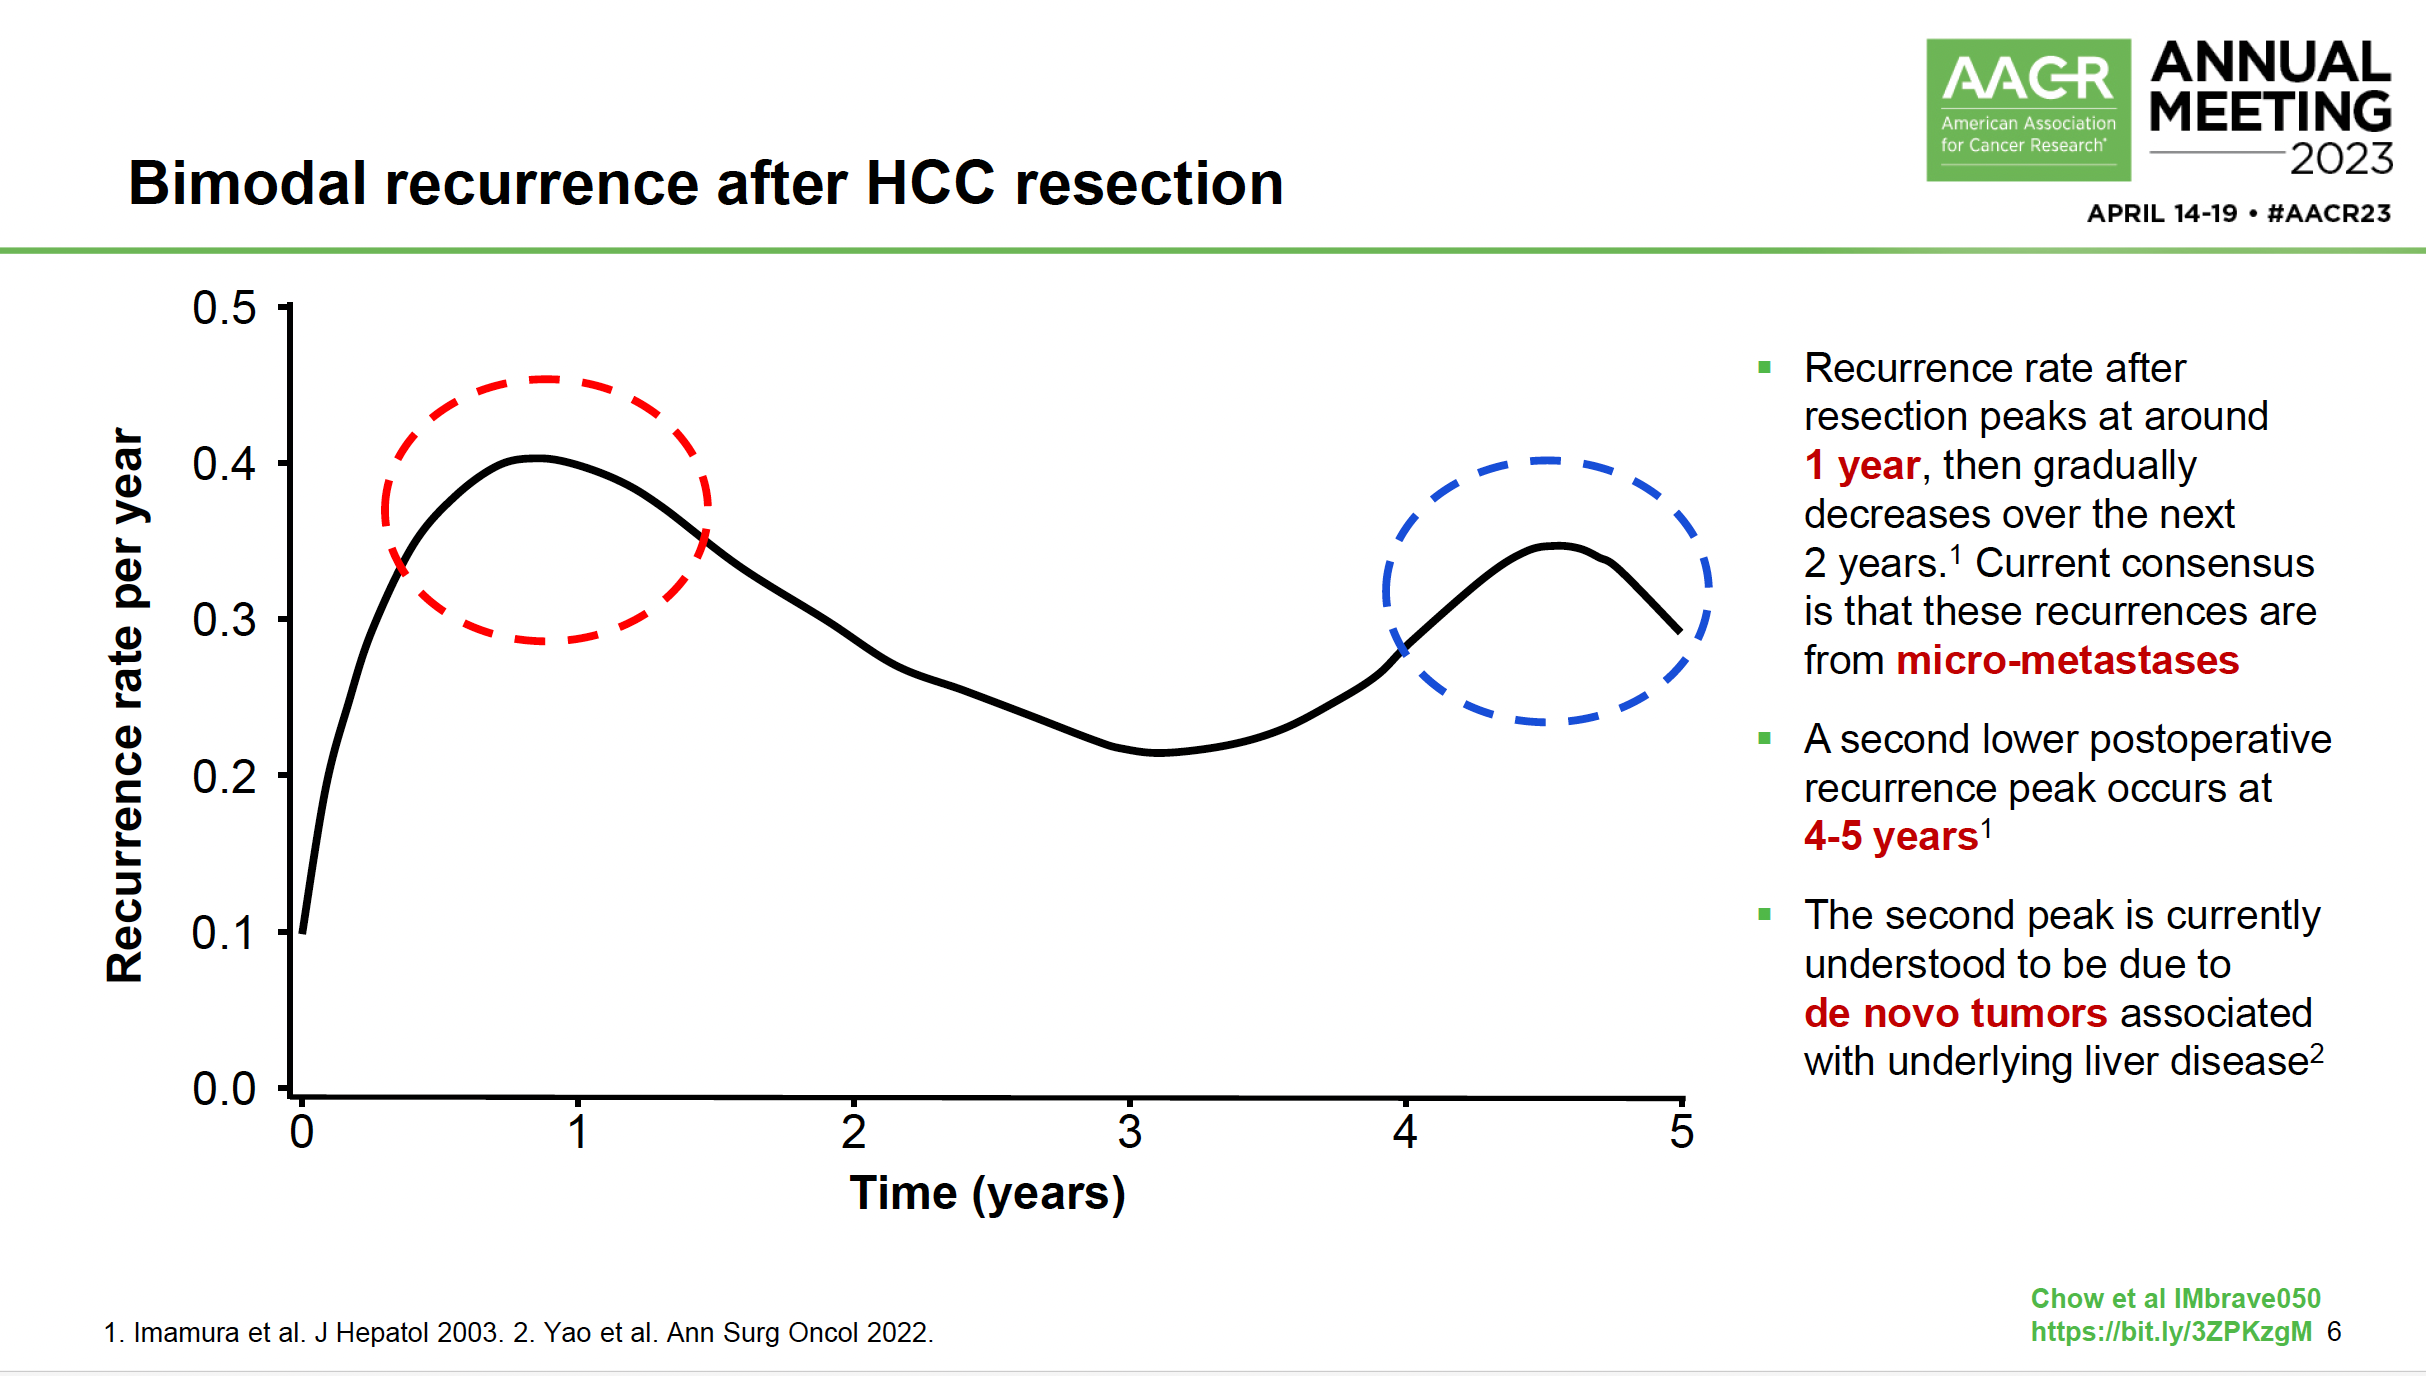 AACR
American Association
for Cancer Research®
ANNUAL
MEETING
2023
APRIL 14-19 • #AACR23
Bimodal recurrence after HCC resection
Recurrence rate per year
0.5
0.4
0.3
0.2
0.1
0.0
0 1 2 3 4 5
Time (years)
▪ Recurrence rate after
resection peaks at around
1 year, then gradually
decreases over the next
2 years.¹ Current consensus
is that these recurrences are
from micro-metastases
▪ A second lower postoperative
recurrence peak occurs at
4-5 years¹
▪ The second peak is currently
understood to be due to
de novo tumors associated
with underlying liver disease²
1. Imamura et al. J Hepatol 2003. 2. Yao et al. Ann Surg Oncol 2022.
Chow et al IMbrave050
https://bit.ly/3ZPKzgM 6